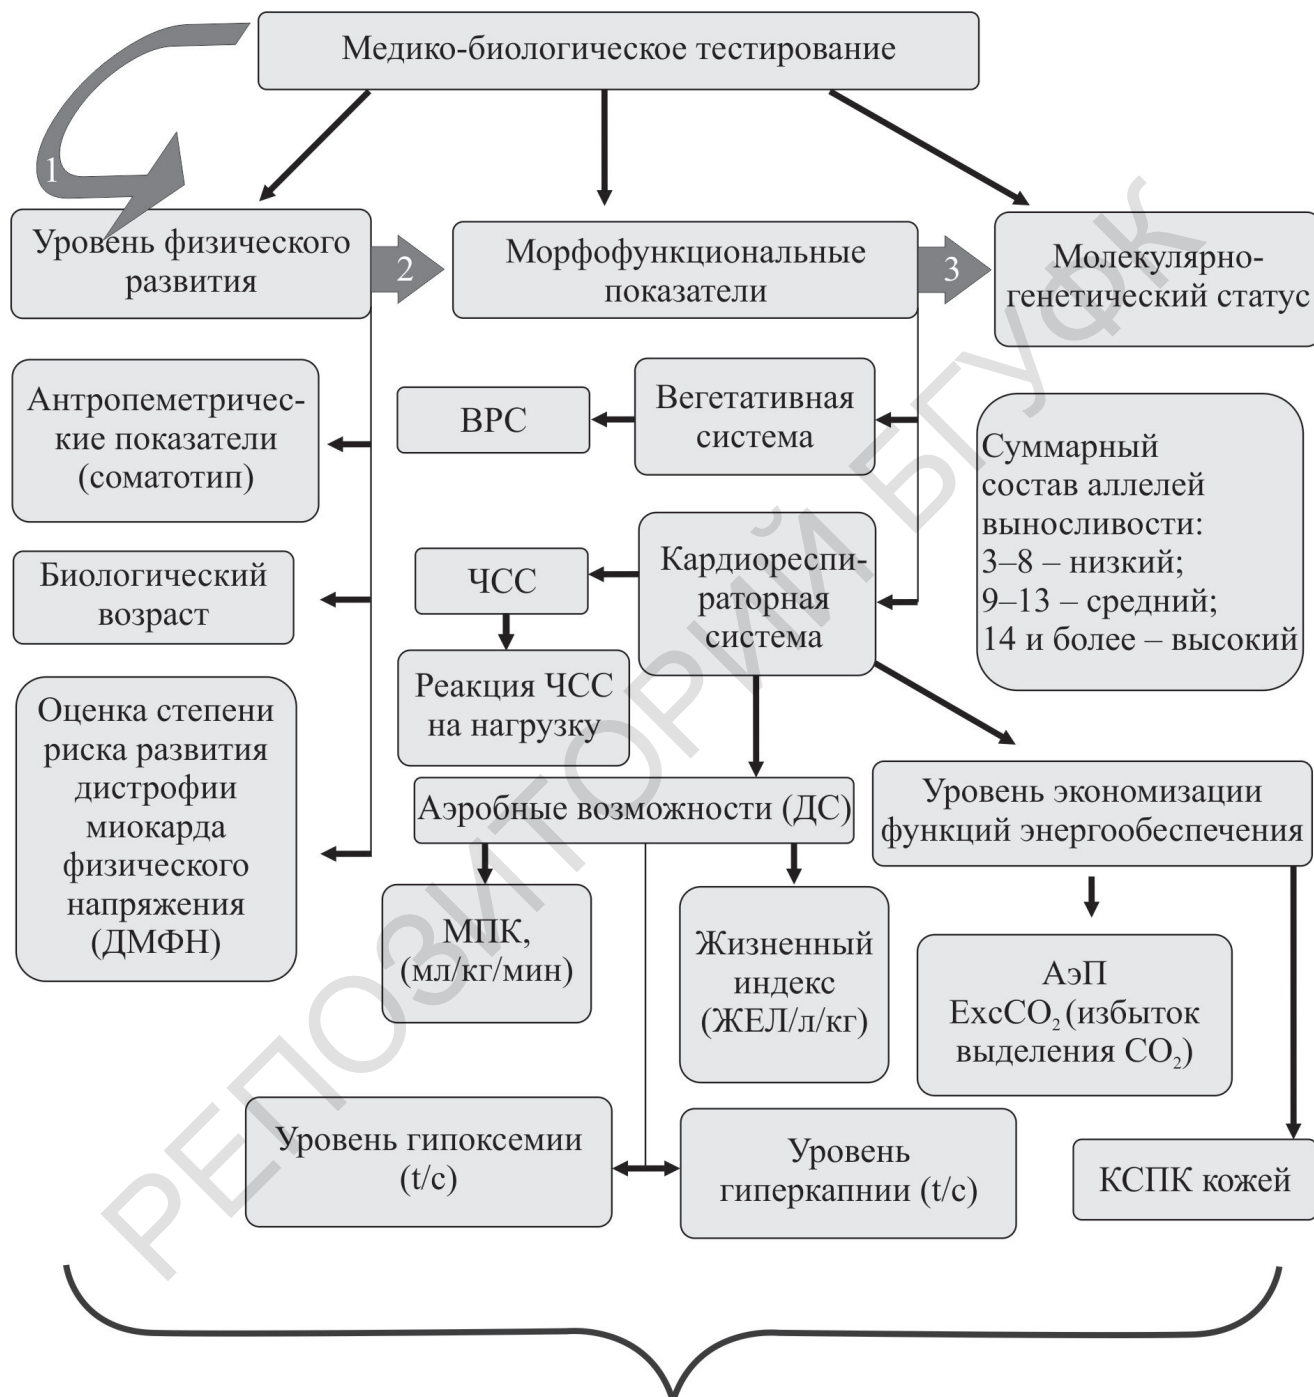 Медико-биологическое тестирование
1
Уровень физического
развития
2
Морфофункциональные
показатели
3
Молекулярно-
генетический статус
Антропеметричес-
кие показатели
(соматотип)
ВРС
Вегетативная
система
Суммарный
состав аллелей
выносливости:
3–8 – низкий;
9–13 – средний;
14 и более – высокий
Биологический
возраст
ЧСС
Кардиореспи-
раторная
система
Реакция ЧСС
на нагрузку
Оценка степени
риска развития
дистрофии
миокарда
физического
напряжения
(ДМФН)
Аэробные возможности (ДС)
Уровень экономизации
функций энергообеспечения
МПК,
(мл/кг/мин)
Жизненный
индекс
(ЖЕЛ/л/кг)
АэП
ExcCO₂ (избыток
выделения CO₂)
Уровень гипоксемии
(t/c)
Уровень
гиперкапнии (t/c)
КСПК кожей
РЕПОЗИТОРИЙ БГУФК